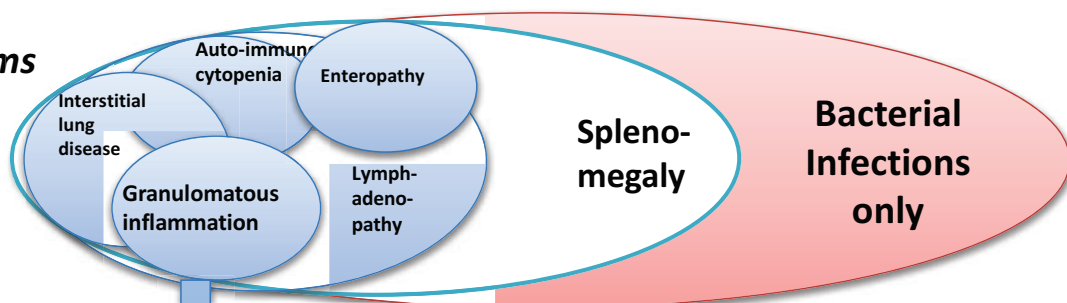 ms
Auto-immune
cytopenia
Enteropathy
Interstitial
lung
disease
Granulomatous
inflammation
Lymph-
adeno-
pathy
Spleno-
megaly
Bacterial
Infections
only